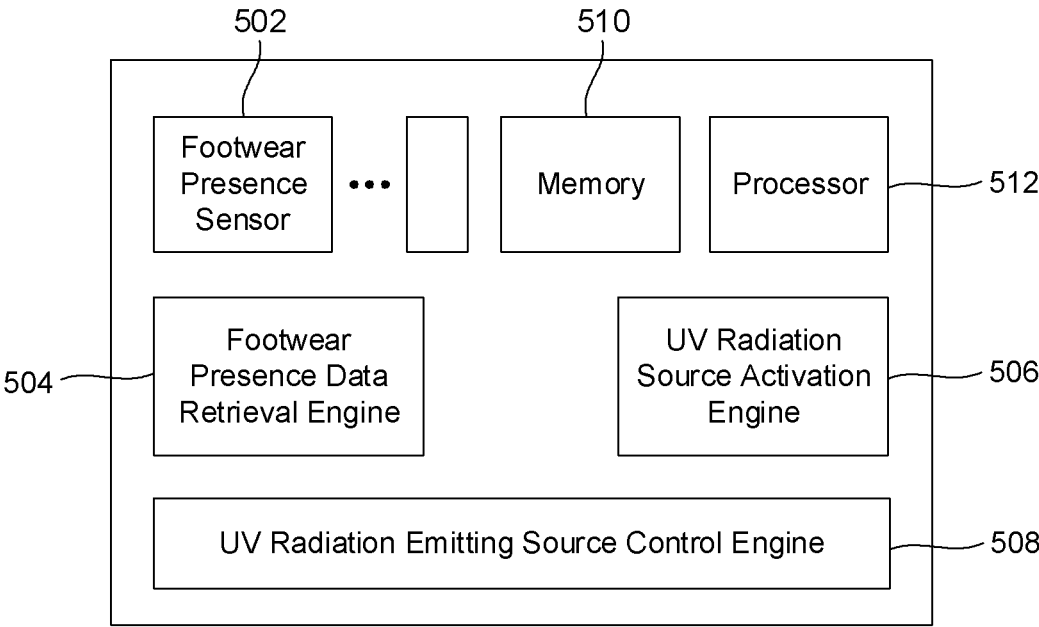 502
510
Footwear
Presence
Sensor
•••
Memory
Processor
512
504
Footwear
Presence Data
Retrieval Engine
UV Radiation
Source Activation
Engine
506
UV Radiation Emitting Source Control Engine
508